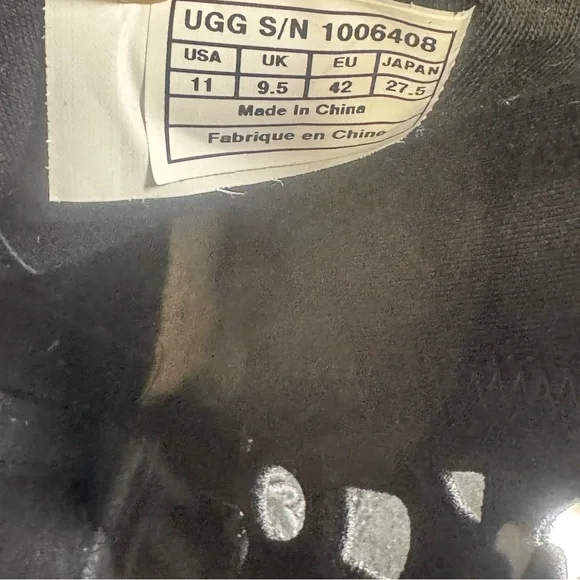 UGG S/N 1006408
USA UK EU JAPAN
11 9.5 42 27.5
Made In China
Fabrique en Chine